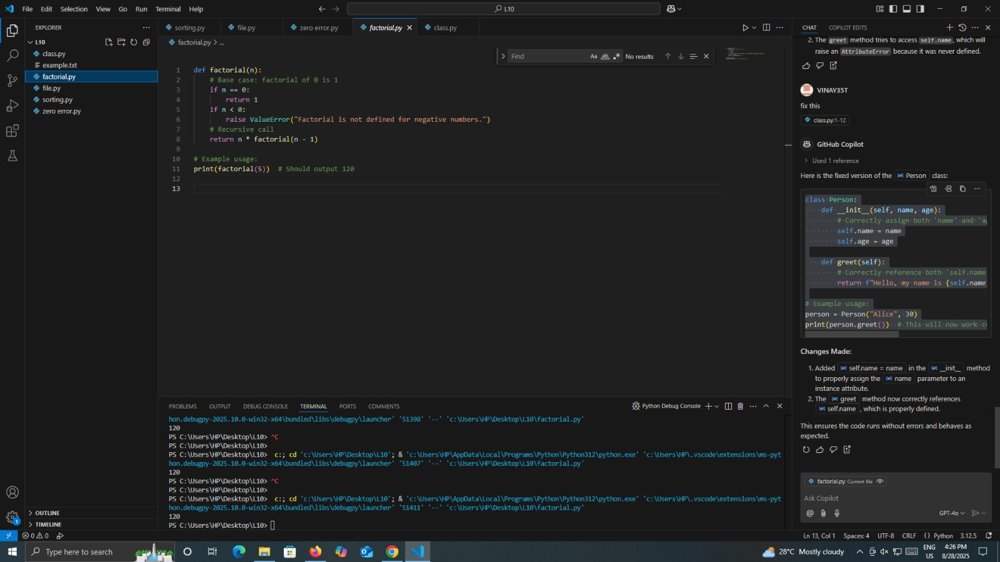 File Edit Selection View Go Run Terminal Help
L10
EXPLORER
L10
class.py
example.txt
factorial.py
file.py
sorting.py
zero error.py
OUTLINE
TIMELINE
sorting.py file.py zero error.py factorial.py class.py
factorial.py > ...
Find Aa ab No results
1 def factorial(n):
2 # Base case: factorial of 0 is 1
3 if n == 0:
4 return 1
5 if n < 0:
6 raise ValueError("Factorial is not defined for negative numbers.")
7 # Recursive call
8 return n * factorial(n - 1)
9
10 # Example usage:
11 print(factorial(5)) # Should output 120
12
13
PROBLEMS OUTPUT DEBUG CONSOLE TERMINAL PORTS COMMENTS
Python Debug Console
hon.debugpy-2025.10.0-win32-x64\bundled\libs\debugpy\launcher' '51398' '--' 'c:\Users\HP\Desktop\L10\factorial.py'
120
PS C:\Users\HP\Desktop\L10> ^C
PS C:\Users\HP\Desktop\L10>
PS C:\Users\HP\Desktop\L10> c:; cd 'c:\Users\HP\Desktop\L10'; & 'c:\Users\HP\AppData\Local\Programs\Python\Python312\python.exe' 'c:\Users\HP\.vscode\extensions\ms-pyt
hon.debugpy-2025.10.0-win32-x64\bundled\libs\debugpy\launcher' '51407' '--' 'c:\Users\HP\Desktop\L10\factorial.py'
120
PS C:\Users\HP\Desktop\L10> ^C
PS C:\Users\HP\Desktop\L10>
PS C:\Users\HP\Desktop\L10> c:; cd 'c:\Users\HP\Desktop\L10'; & 'c:\Users\HP\AppData\Local\Programs\Python\Python312\python.exe' 'c:\Users\HP\.vscode\extensions\ms-pyt
hon.debugpy-2025.10.0-win32-x64\bundled\libs\debugpy\launcher' '51411' '--' 'c:\Users\HP\Desktop\L10\factorial.py'
120
PS C:\Users\HP\Desktop\L10>
CHAT COPILOT EDITS
2. The greet method tries to access self.name, which will
raise an AttributeError because it was never defined.
VINAY35T
fix this
class.py:1-12
GitHub Copilot
Used 1 reference
Here is the fixed version of the Person class:
class Person:
def __init__(self, name, age):
# Correctly assign both 'name' and 'ag
self.name = name
self.age = age
def greet(self):
# Correctly reference both 'self.name
return f"Hello, my name is {self.name
# Example usage:
person = Person("Alice", 30)
print(person.greet()) # This will now work co
Changes Made:
1. Added self.name = name in the __init__ method
to properly assign the name parameter to an
instance attribute.
2. The greet method now correctly references
self.name , which is properly defined.
This ensures the code runs without errors and behaves as
expected.
factorial.py Current file
Ask Copilot
GPT-4o
0 0
Ln 13, Col 1 Spaces: 4 UTF-8 CRLF Python 3.12.5
Type here to search
28°C Mostly cloudy
ENG
US
4:26 PM
8/28/2025